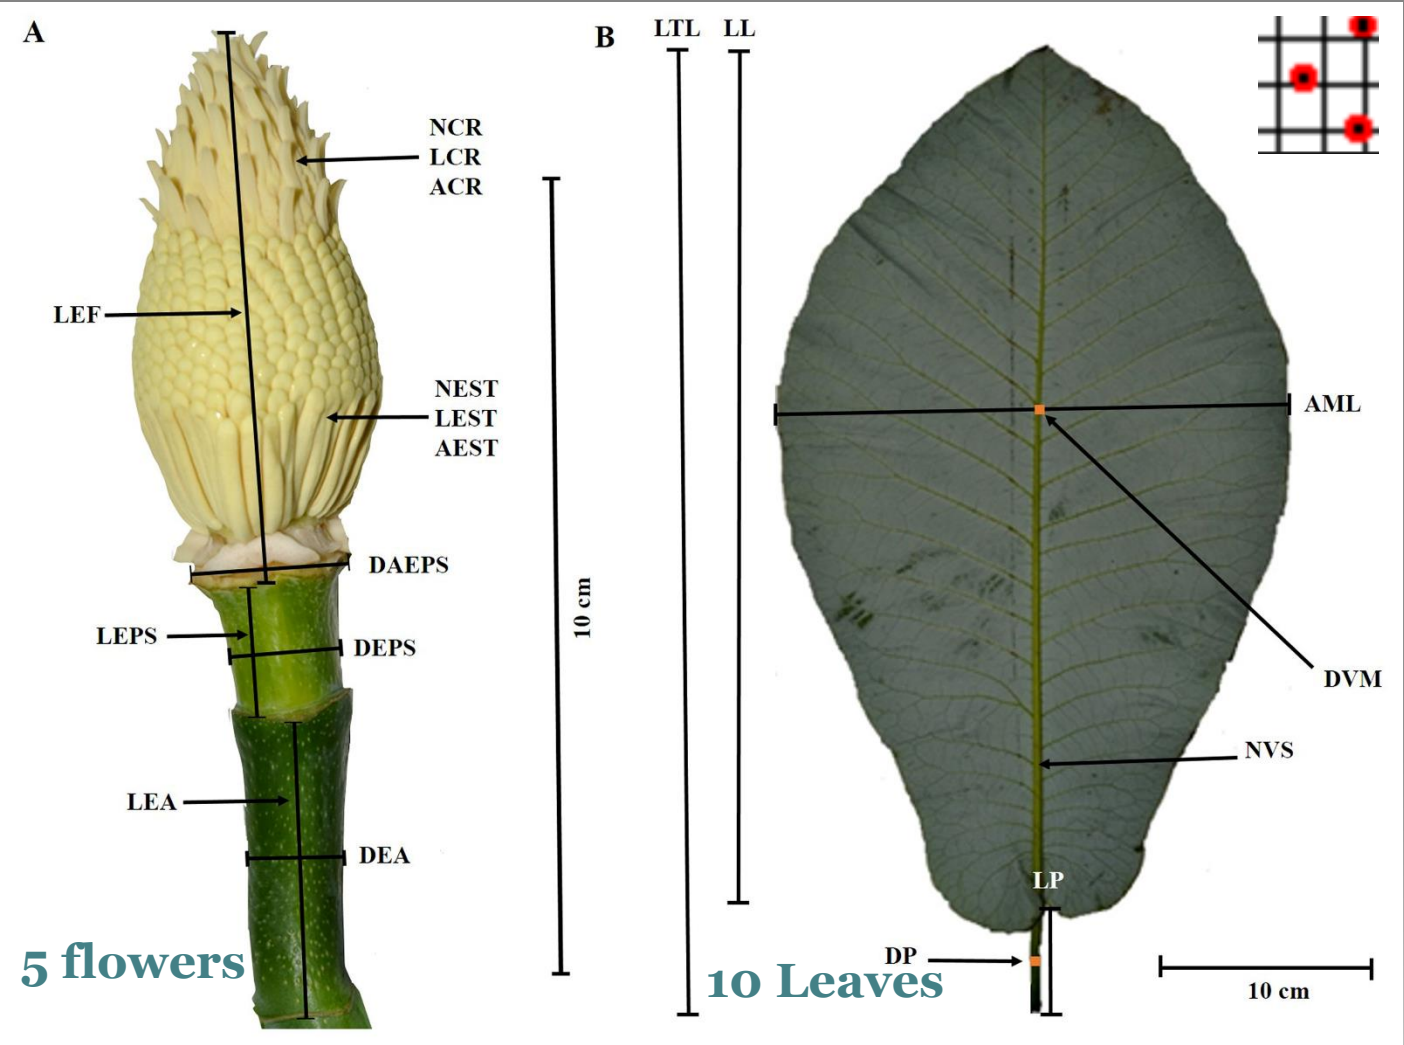 A
B
LTL
LL
NCR
LCR
ACR
LEF
NEST
LEST
AEST
AML
DAEPS
LEPS
DEPS
10 cm
DVM
NVS
LEA
DEA
LP
DP
5 flowers
10 Leaves
10 cm